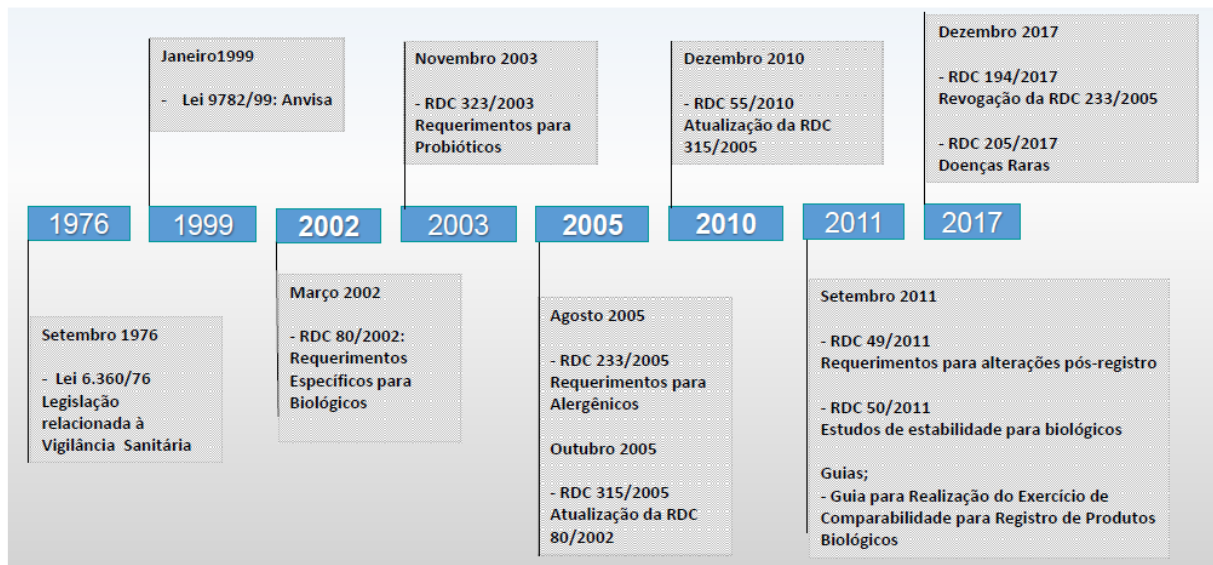 Janeiro1999
- Lei 9782/99: Anvisa
Novembro 2003
- RDC 323/2003
Requerimentos para
Probióticos
Dezembro 2010
- RDC 55/2010
Atualização da RDC
315/2005
Dezembro 2017
- RDC 194/2017
Revogação da RDC 233/2005
- RDC 205/2017
Doenças Raras
1976
1999
2002
2003
2005
2010
2011
2017
Setembro 1976
- Lei 6.360/76
Legislação
relacionada à
Vigilância Sanitária
Março 2002
- RDC 80/2002:
Requerimentos
Específicos para
Biológicos
Agosto 2005
- RDC 233/2005
Requerimentos para
Alergênicos
Outubro 2005
- RDC 315/2005
Atualização da RDC
80/2002
Setembro 2011
- RDC 49/2011
Requerimentos para alterações pós-registro
- RDC 50/2011
Estudos de estabilidade para biológicos
Guias;
- Guia para Realização do Exercício de
Comparabilidade para Registro de Produtos
Biológicos